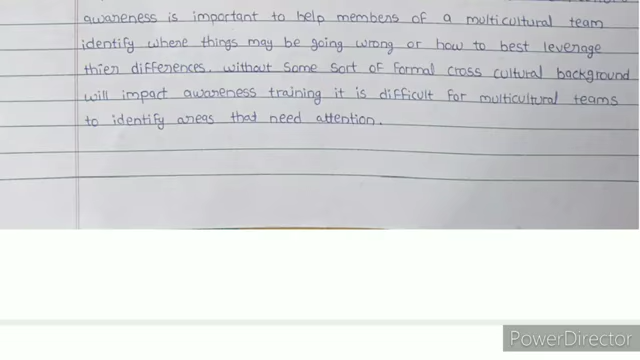 awareness is important to help members of a multicultural team
identify where things may be going wrong or how to best leverage
thier differences. without some sort of formal cross cultural background
will impact awareness training it is difficult for multicultural teams
to identify areas that need attention.
PowerDirector